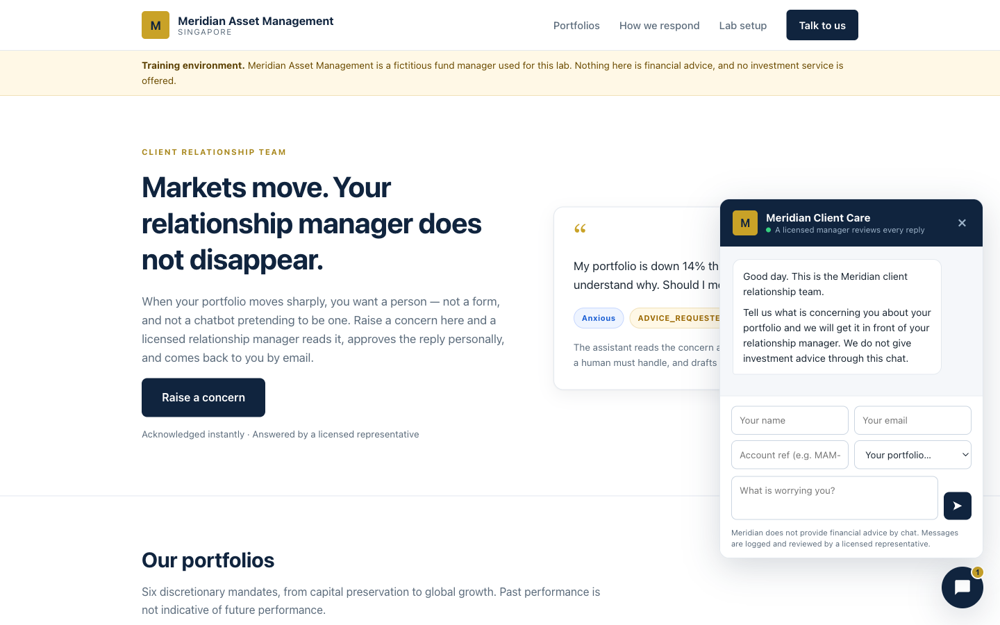 M
Meridian Asset Management
SINGAPORE
Portfolios
How we respond
Lab setup
Talk to us
Training environment. Meridian Asset Management is a fictitious fund manager used for this lab. Nothing here is financial advice, and no investment service is
offered.
CLIENT RELATIONSHIP TEAM
Markets move. Your
relationship manager does
not disappear.
When your portfolio moves sharply, you want a person — not a form,
and not a chatbot pretending to be one. Raise a concern here and a
licensed relationship manager reads it, approves the reply personally,
and comes back to you by email.
Raise a concern
Acknowledged instantly · Answered by a licensed representative
“
My portfolio is down 14% th
understand why. Should I m
Anxious
ADVICE_REQUESTE
The assistant reads the concern a
a human must handle, and drafts
M
Meridian Client Care
A licensed manager reviews every reply
Good day. This is the Meridian client
relationship team.
Tell us what is concerning you about your
portfolio and we will get it in front of your
relationship manager. We do not give
investment advice through this chat.
Your name
Your email
Account ref (e.g. MAM-
Your portfolio...
What is worrying you?
Meridian does not provide financial advice by chat. Messages
are logged and reviewed by a licensed representative.
1
Our portfolios
Six discretionary mandates, from capital preservation to global growth. Past performance is
not indicative of future performance.